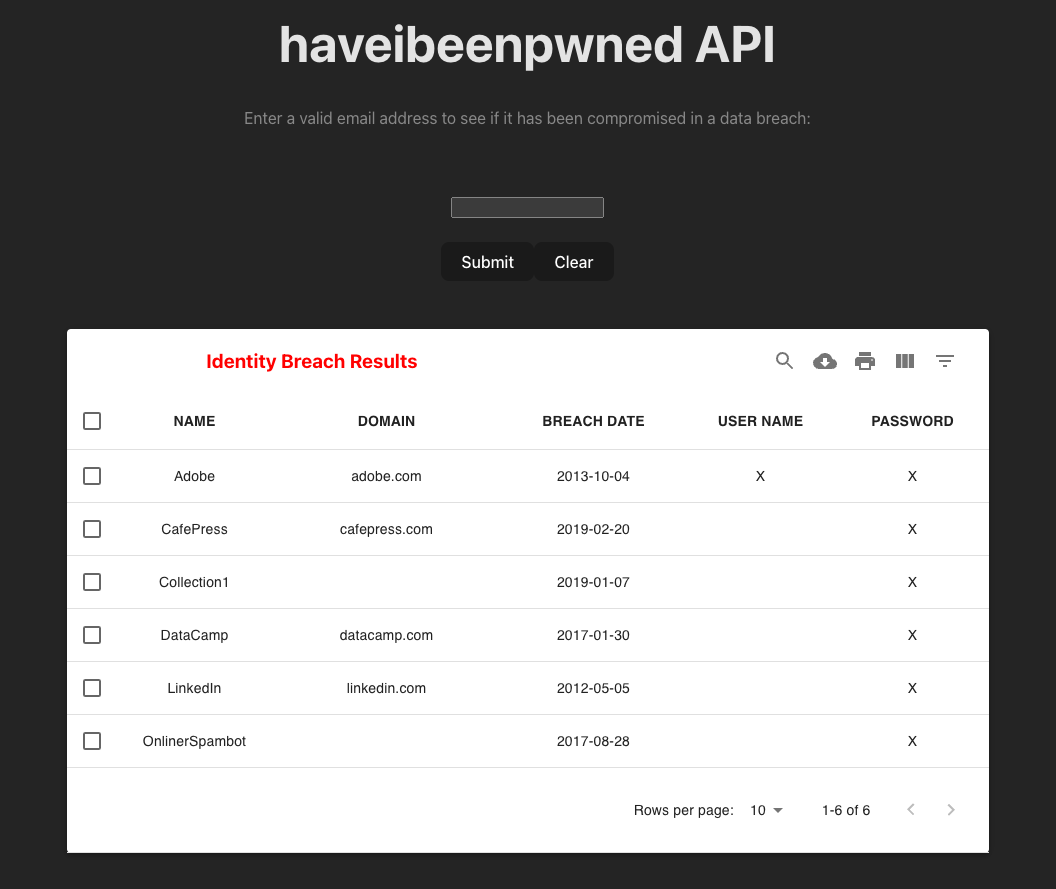 haveibeenpwned API
Enter a valid email address to see if it has been compromised in a data breach:
Submit Clear
Identity Breach Results
NAME DOMAIN BREACH DATE USER NAME PASSWORD
Adobe adobe.com 2013-10-04 X X
CafePress cafepress.com 2019-02-20 X
Collection1 2019-01-07 X
DataCamp datacamp.com 2017-01-30 X
LinkedIn linkedin.com 2012-05-05 X
OnlinerSpambot 2017-08-28 X
Rows per page: 10 1-6 of 6